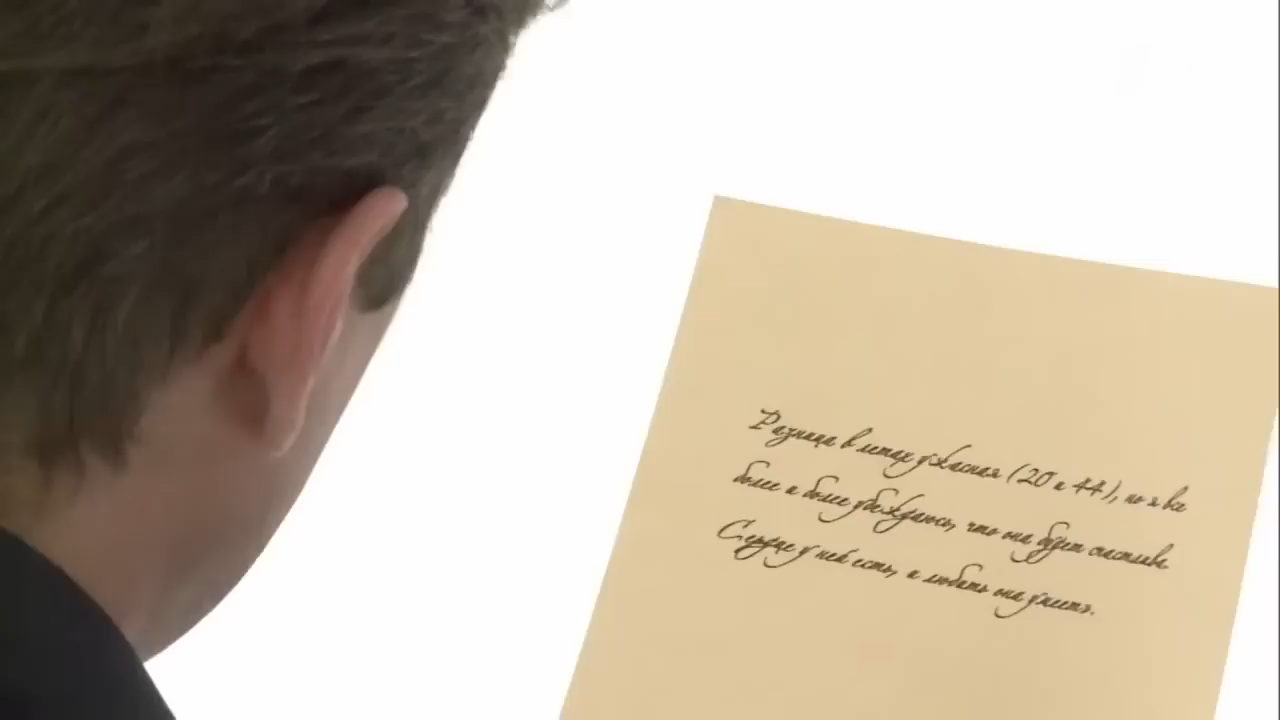 Разница в летах ужасная (20 и 44), но я все
более и более убеждаюсь, что она будет счастлива.
Сердце у ней есть, и любить она умеет».